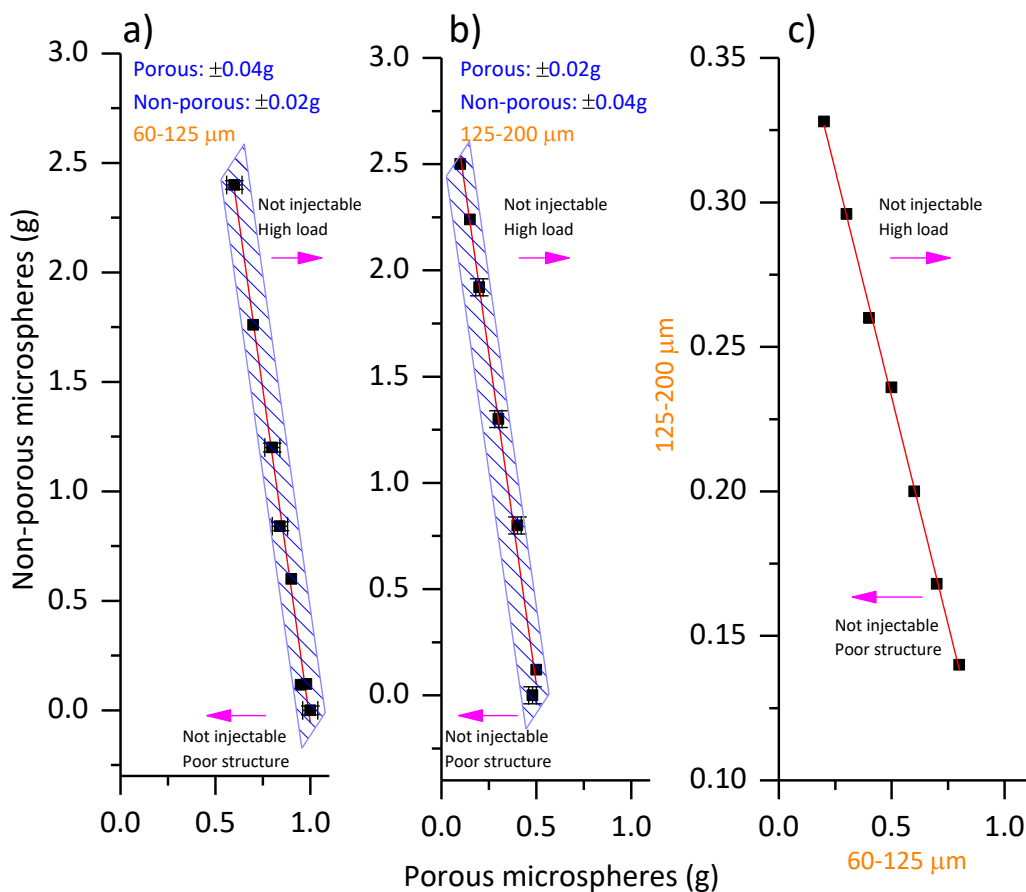 a)
3.0
2.5
2.0
1.5
1.0
0.5
0.0
Non-porous microspheres (g)
Porous: ±0.04g
Non-porous: ±0.02g
60-125 μm
Not injectable
High load
Not injectable
Poor structure
0.0 0.5 1.0
b)
3.0
2.5
2.0
1.5
1.0
0.5
0.0
Porous: ±0.02g
Non-porous: ±0.04g
125-200 μm
Not injectable
High load
Not injectable
Poor structure
0.0 0.5 1.0
Porous microspheres (g)
c)
0.35
0.30
0.25
0.20
0.15
0.10
125-200 μm
Not injectable
High load
Not injectable
Poor structure
0.0 0.5 1.0
60-125 μm